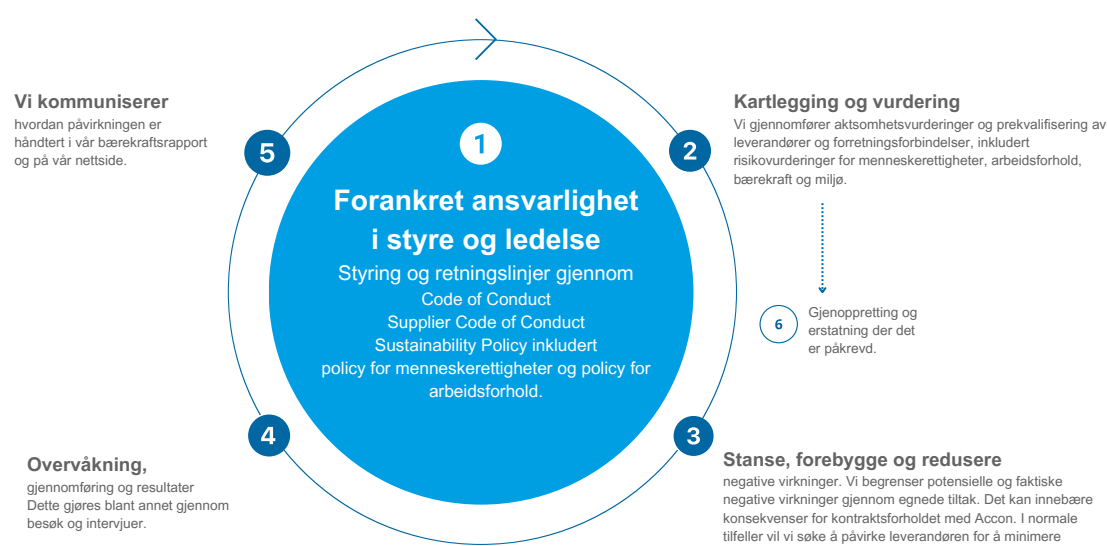 1
Forankret ansvarlighet
i styre og ledelse
Styring og retningslinjer gjennom
Code of Conduct
Supplier Code of Conduct
Sustainability Policy inkludert
policy for menneskerettigheter og policy for
arbeidsforhold.
2
Kartlegging og vurdering
Vi gjennomfører aktsomhetsvurderinger og prekvalifisering av
leverandører og forretningsforbindelser, inkludert
risikovurderinger for menneskerettigheter, arbeidsforhold,
bærekraft og miljø.
6
Gjenoppretting og
erstatning der det
er påkrevd.
3
Stanse, forebygge og redusere
negative virkninger. Vi begrenser potensielle og faktiske
negative virkninger gjennom egnede tiltak. Det kan innebære
konsekvenser for kontraktsforholdet med Accon. I normale
tilfeller vil vi søke å påvirke leverandøren for å minimere
4
Overvåkning,
gjennomføring og resultater
Dette gjøres blant annet gjennom
besøk og intervjuer.
5
Vi kommuniserer
hvordan påvirkningen er
håndtert i vår bærekraftsrapport
og på vår nettside.